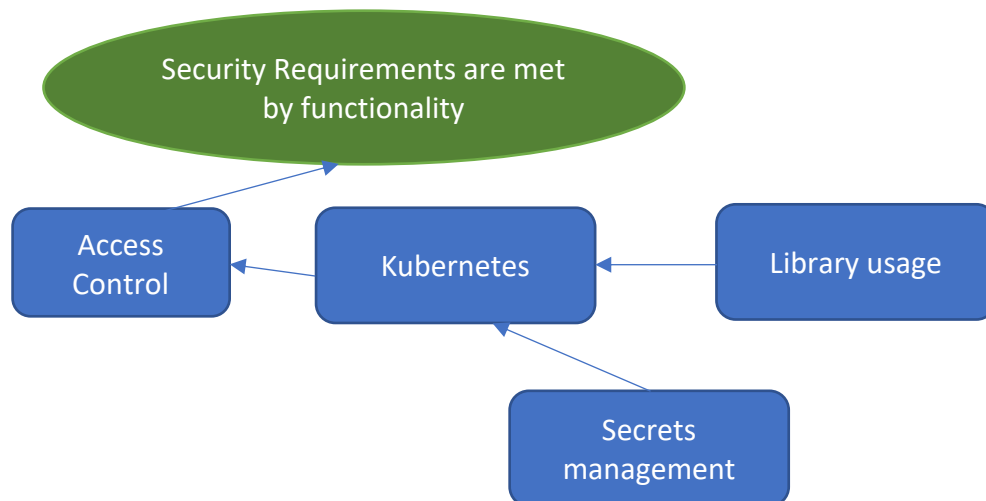 Security Requirements are met
by functionality
Access
Control
Kubernetes
Library usage
Secrets
management